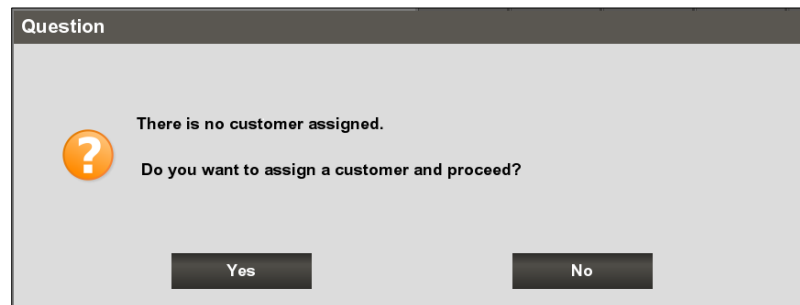 Question
There is no customer assigned.
Do you want to assign a customer and proceed?
Yes
No